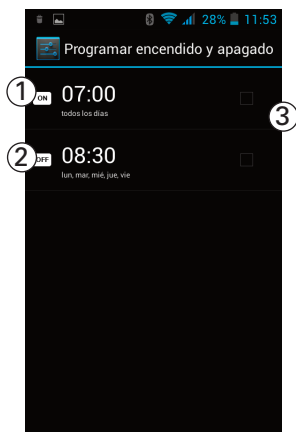 28% 11:53
Programar encendido y apagado
1
ON 07:00
todos los días
3
2
OFF 08:30
lun, mar, mié, jue, vie